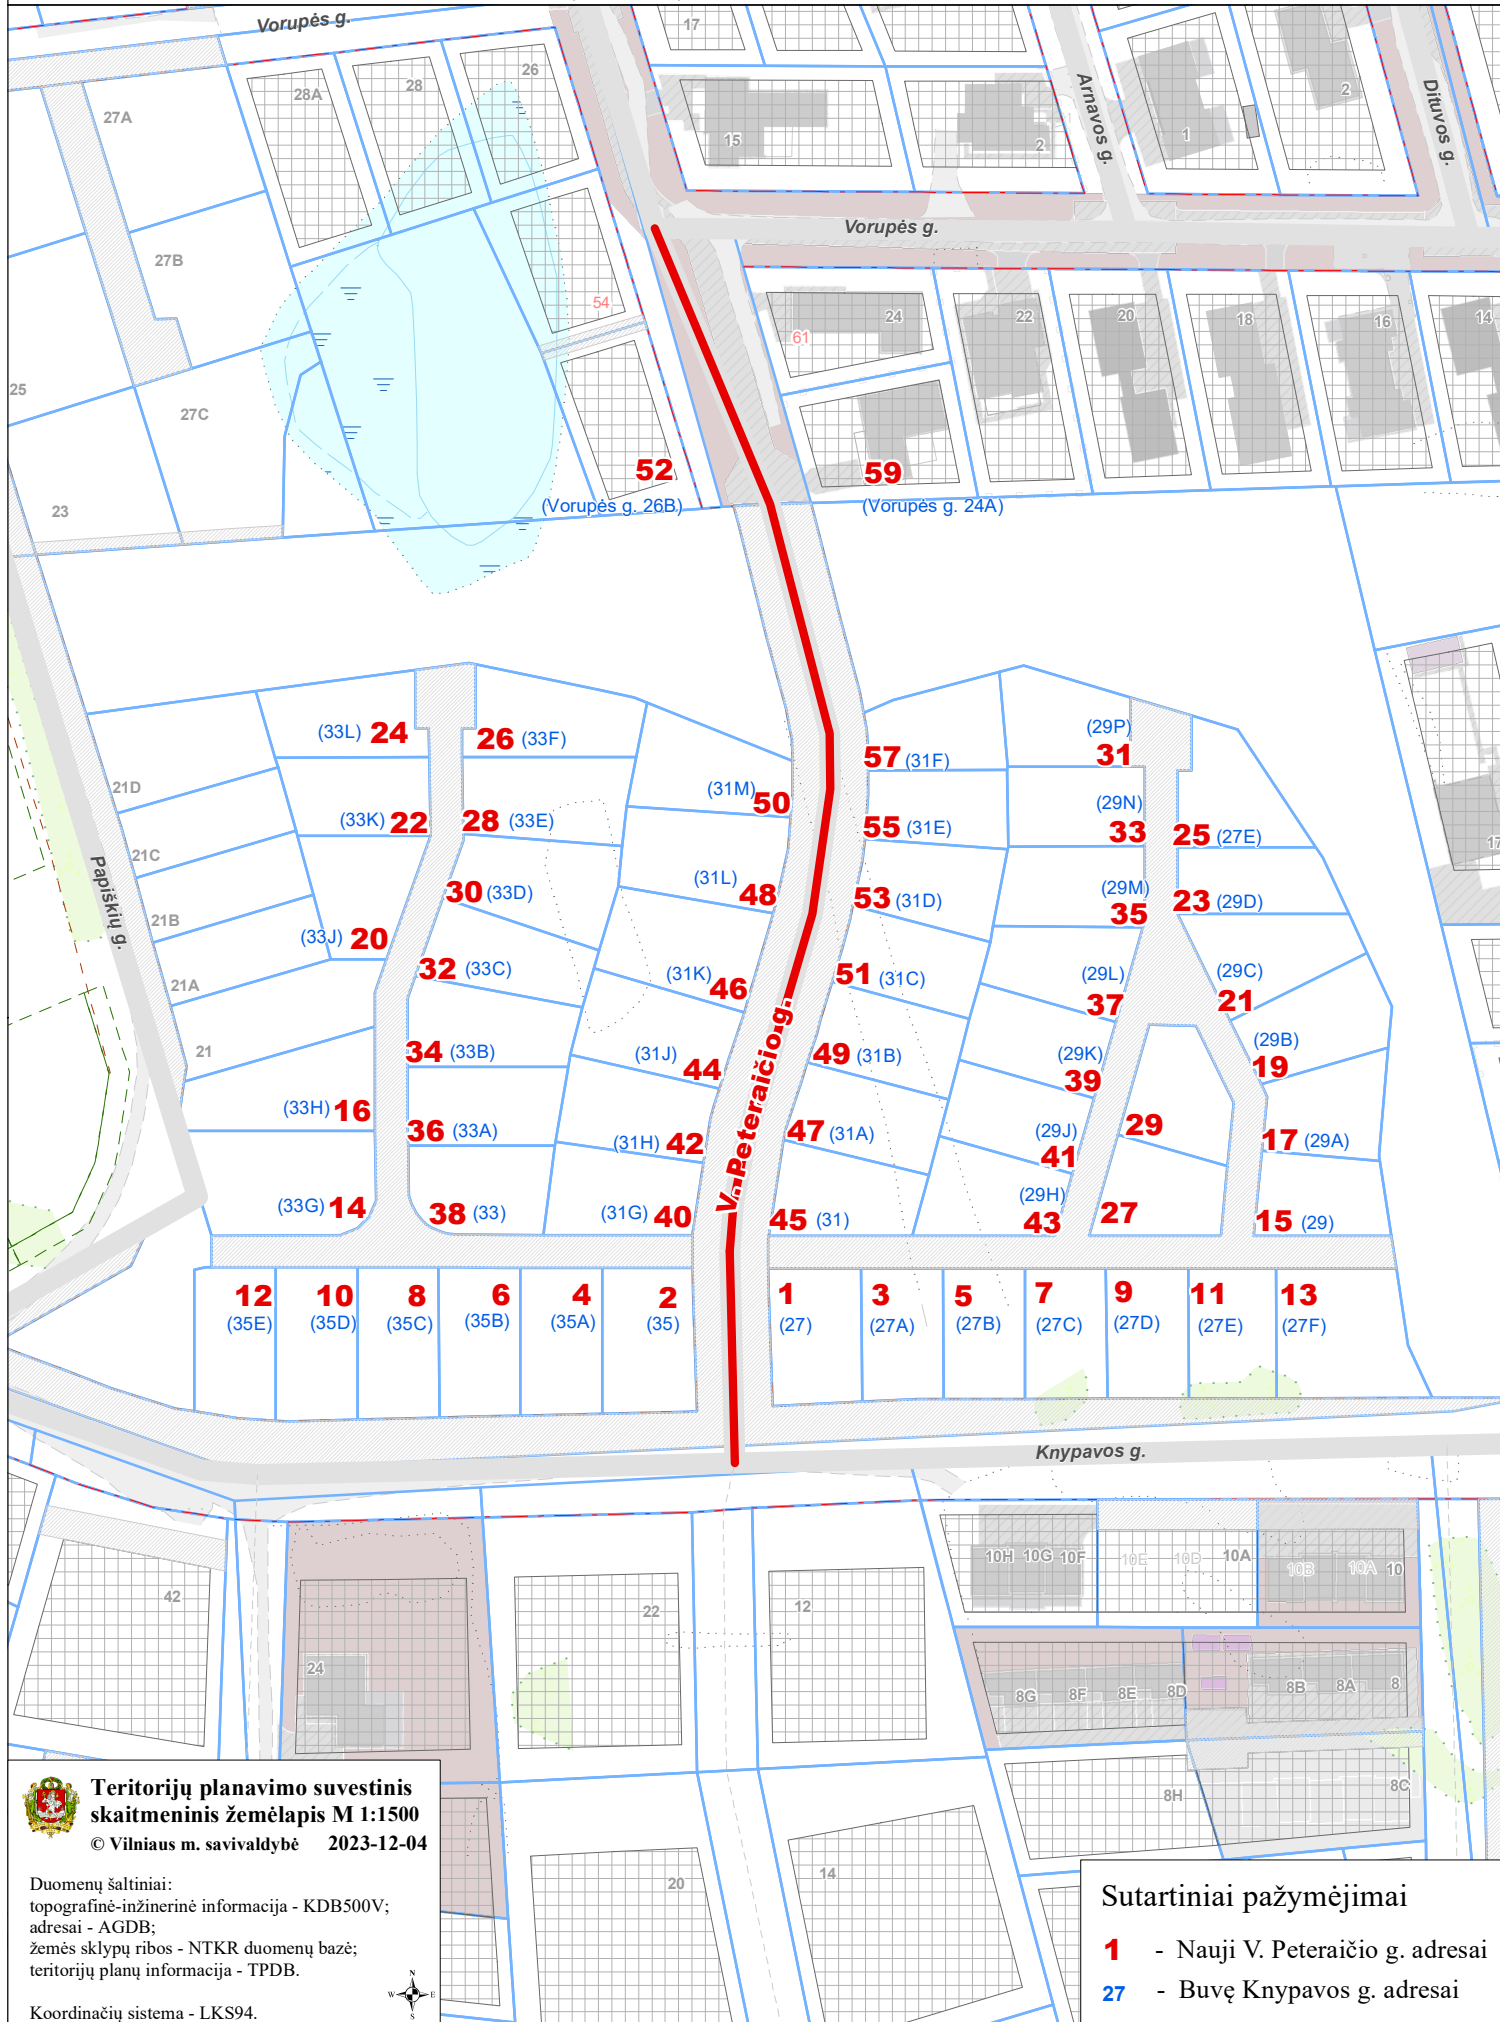 Vorupės g.
17
26
28
28A
27A
15
2
Arnavos g.
1
2
Dituvos g.
Vorupės g.
27B
54
61
24
22
20
18
16
14
25
27C
52
(Vorupės g. 26B)
59
(Vorupės g. 24A)
23
(33L) 24
26 (33F)
(29P)
31
57 (31F)
21D
(31M)
50
(29N)
33
(33K) 22
28 (33E)
55 (31E)
25 (27E)
17
21C
Papiškių g.
30 (33D)
(31L)
48
53 (31D)
(29M)
35
23 (29D)
21B
(33J) 20
32 (33C)
(31K)
46
51 (31C)
(29L)
37
(29C)
21
21A
21
34 (33B)
(31J)
44
49 (31B)
(29K)
39
(29B)
19
V. Peteraičio g.
(33H) 16
36 (33A)
(31H) 42
47 (31A)
(29J)
41
29
17 (29A)
(33G) 14
38 (33)
(31G) 40
45 (31)
(29H)
43
27
15 (29)
12 10 8 6 4 2 1 3 5 7 9 11 13
(35E) (35D) (35C) (35B) (35A) (35) (27) (27A) (27B) (27C) (27D) (27E) (27F)
Knypavos g.
10H 10G 10F 10E 10D 10A 10B 10A 10
42
22
12
24
8G 8F 8E 8D 8B 8A 8
8H
8C
20
14
Teritorijų planavimo suvestinis
skaitmeninis žemėlapis M 1:1500
© Vilniaus m. savivaldybė 2023-12-04
Duomenų šaltiniai:
topografinė-inžinerinė informacija - KDB500V;
adresai - AGDB;
žemės sklypų ribos - NTKR duomenų bazė;
teritorijų planų informacija - TPDB.
N
W E
S
Koordinačių sistema - LKS94.
Sutartiniai pažymėjimai
1 - Nauji V. Peteraičio g. adresai
27 - Buvę Knypavos g. adresai